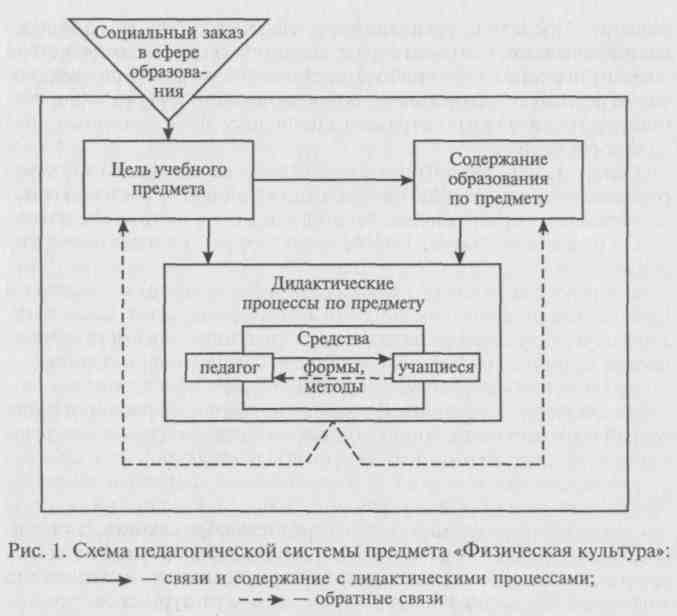 Социальный заказ
в сфере
образова-
ния
Цель учебного
предмета
Содержание
образования
по предмету
Дидактические
процессы по предмету
Средства
педагог
формы,
учащиеся
методы
Рис. 1. Схема педагогической системы предмета «Физическая культура»:
— связи и содержание с дидактическими процессами;
— обратные связи